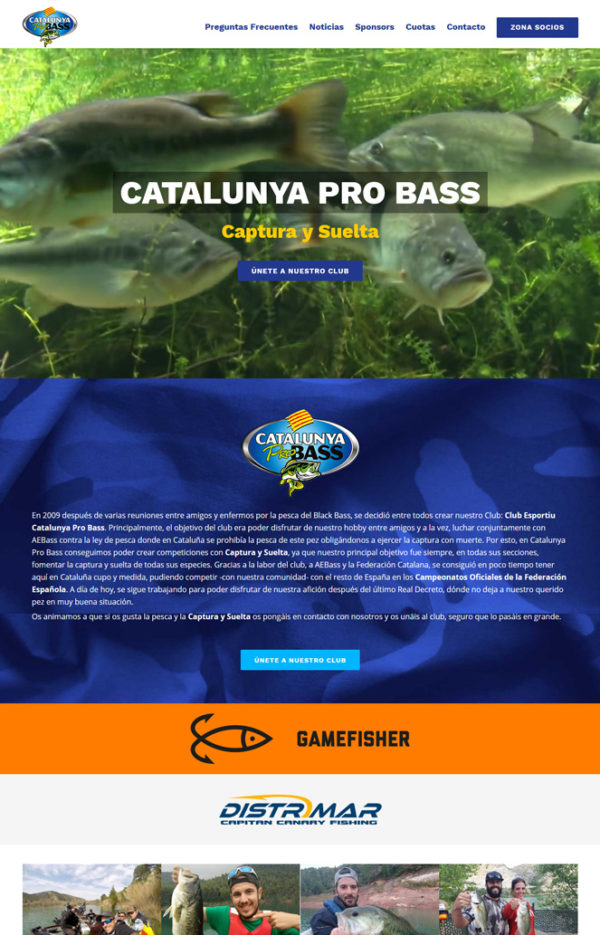 CATALUNYA
Pro BASS
Preguntas Frecuentes Noticias Sponsors Cuotas Contacto ZONA SOCIOS
CATALUNYA PRO BASS
Captura y Suelta
ÚNETE A NUESTRO CLUB
CATALUNYA
Pro BASS
En 2009 después de varias reuniones entre amigos y enfermos por la pesca del Black Bass, se decidió entre todos crear nuestro Club: Club Esportiu
Catalunya Pro Bass. Principalmente, el objetivo del club era poder disfrutar de nuestro hobby entre amigos y a la vez, luchar conjuntamente con
AEBass contra la ley de pesca donde en Cataluña se prohibía la pesca de este pez obligándonos a ejercer la captura con muerte. Por esto, en Catalunya
Pro Bass conseguimos poder crear competiciones con Captura y Suelta, ya que nuestro principal objetivo fue siempre, en todas sus secciones,
fomentar la captura y suelta de todas sus especies. Gracias a la labor del club, a AEBass y la Federación Catalana, se consiguió en poco tiempo tener
aquí en Cataluña cupo y medida, pudiendo competir -con nuestra comunidad- con el resto de España en los Campeonatos Oficiales de la Federación
Española. A día de hoy, se sigue trabajando para poder disfrutar de nuestra afición después del último Real Decreto, dónde no deja a nuestro querido
pez en muy buena situación.
Os animamos a que si os gusta la pesca y la Captura y Suelta os pongáis en contacto con nosotros y os unáis al club, seguro que lo pasáis en grande.
ÚNETE A NUESTRO CLUB
GAMEFISHER
DISTRIMAR
CAPITAN CANARY FISHING